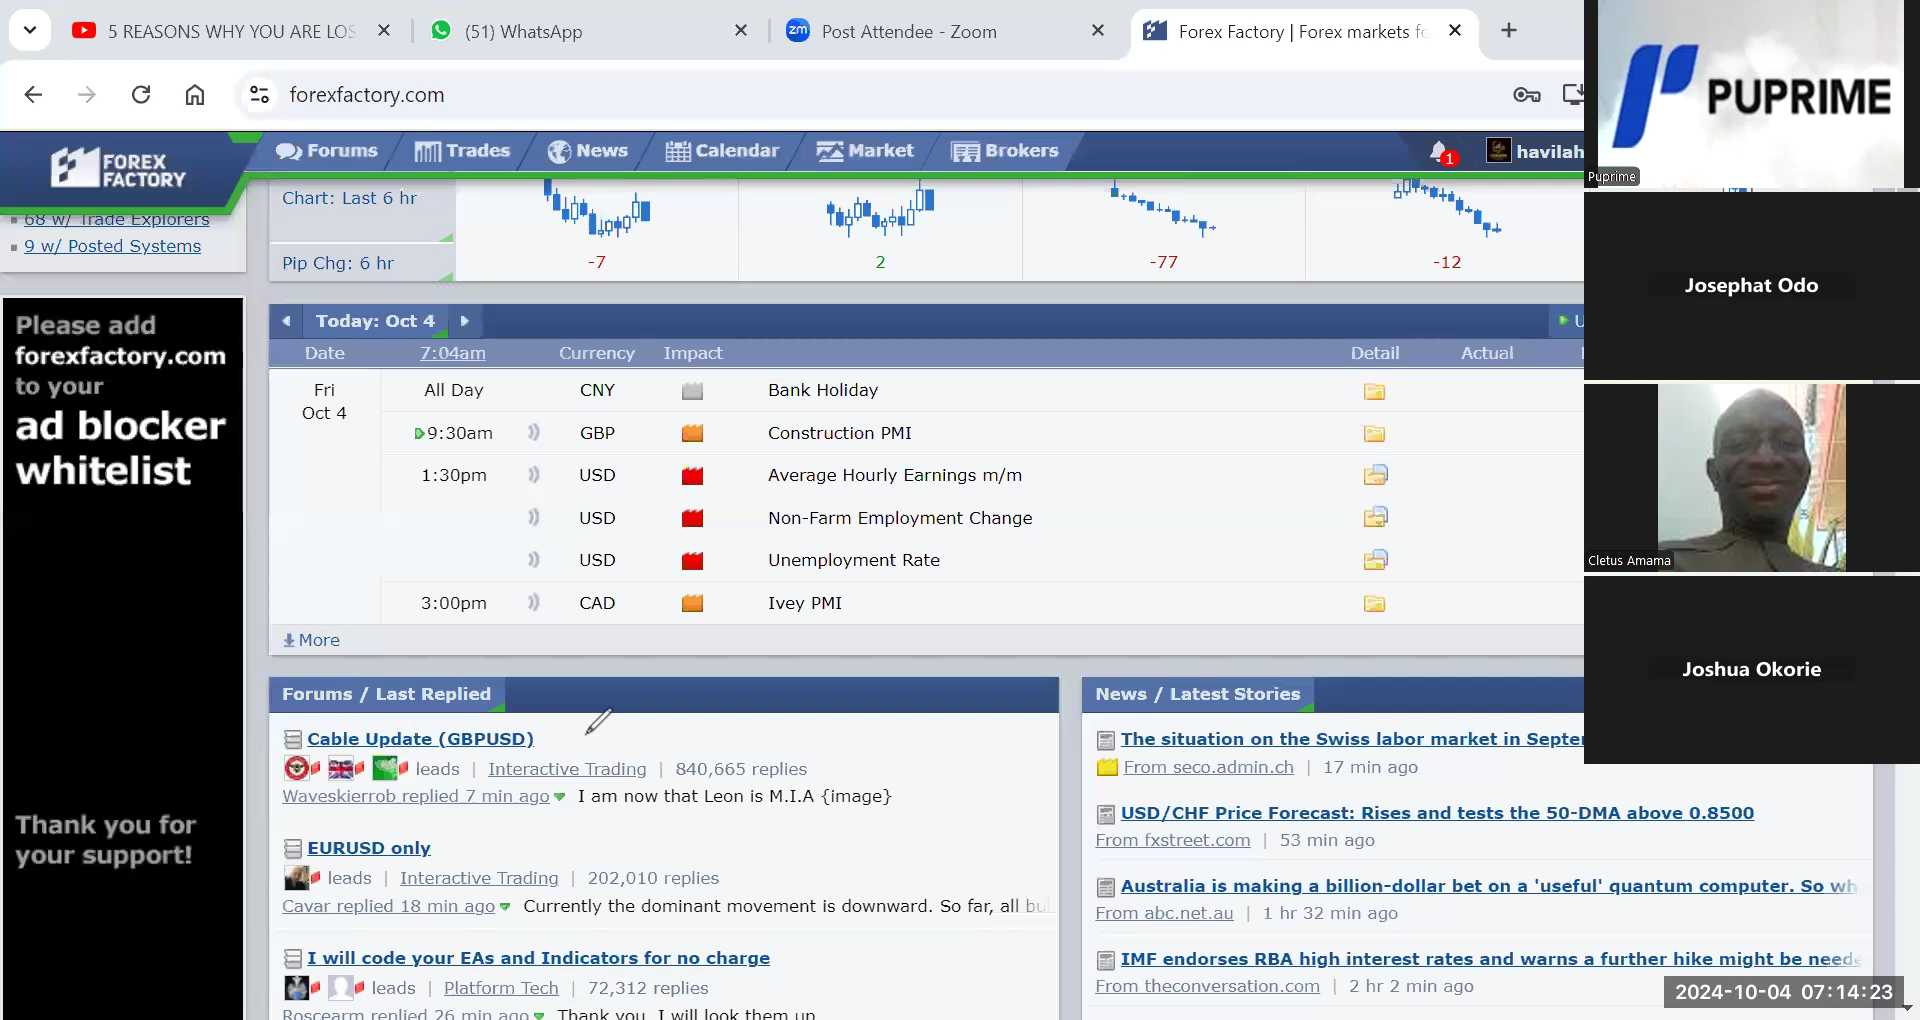 5 REASONS WHY YOU ARE LOS
(51) WhatsApp
zm
Post Attendee - Zoom
Forex Factory | Forex markets fo
forexfactory.com
FOREX
FACTORY
Forums
Trades
News
Calendar
Market
Brokers
1
havilah
68 w/ Trade Explorers
9 w/ Posted Systems
Chart: Last 6 hr
Pip Chg: 6 hr
-7
2
-77
-12
Please add
forexfactory.com
to your
ad blocker
whitelist
Thank you for
your support!
Today: Oct 4
U
Date
7:04am
Currency
Impact
Detail
Actual
Fri
Oct 4
All Day
CNY
Bank Holiday
9:30am
GBP
Construction PMI
1:30pm
USD
Average Hourly Earnings m/m
USD
Non-Farm Employment Change
USD
Unemployment Rate
3:00pm
CAD
Ivey PMI
More
Forums / Last Replied
Cable Update (GBPUSD)
leads | Interactive Trading | 840,665 replies
Waveskierrob replied 7 min ago I am now that Leon is M.I.A {image}
EURUSD only
leads | Interactive Trading | 202,010 replies
Cavar replied 18 min ago Currently the dominant movement is downward. So far, all bu
I will code your EAs and Indicators for no charge
leads | Platform Tech | 72,312 replies
Roscearm replied 26 min ago Thank you, I will look them up
News / Latest Stories
The situation on the Swiss labor market in Septe
From seco.admin.ch | 17 min ago
USD/CHF Price Forecast: Rises and tests the 50-DMA above 0.8500
From fxstreet.com | 53 min ago
Australia is making a billion-dollar bet on a 'useful' quantum computer. So wh
From abc.net.au | 1 hr 32 min ago
IMF endorses RBA high interest rates and warns a further hike might be neede
From theconversation.com | 2 hr 2 min ago
PUPRIME
Puprime
Josephat Odo
Cletus Amama
Joshua Okorie
2024-10-04 07:14:23